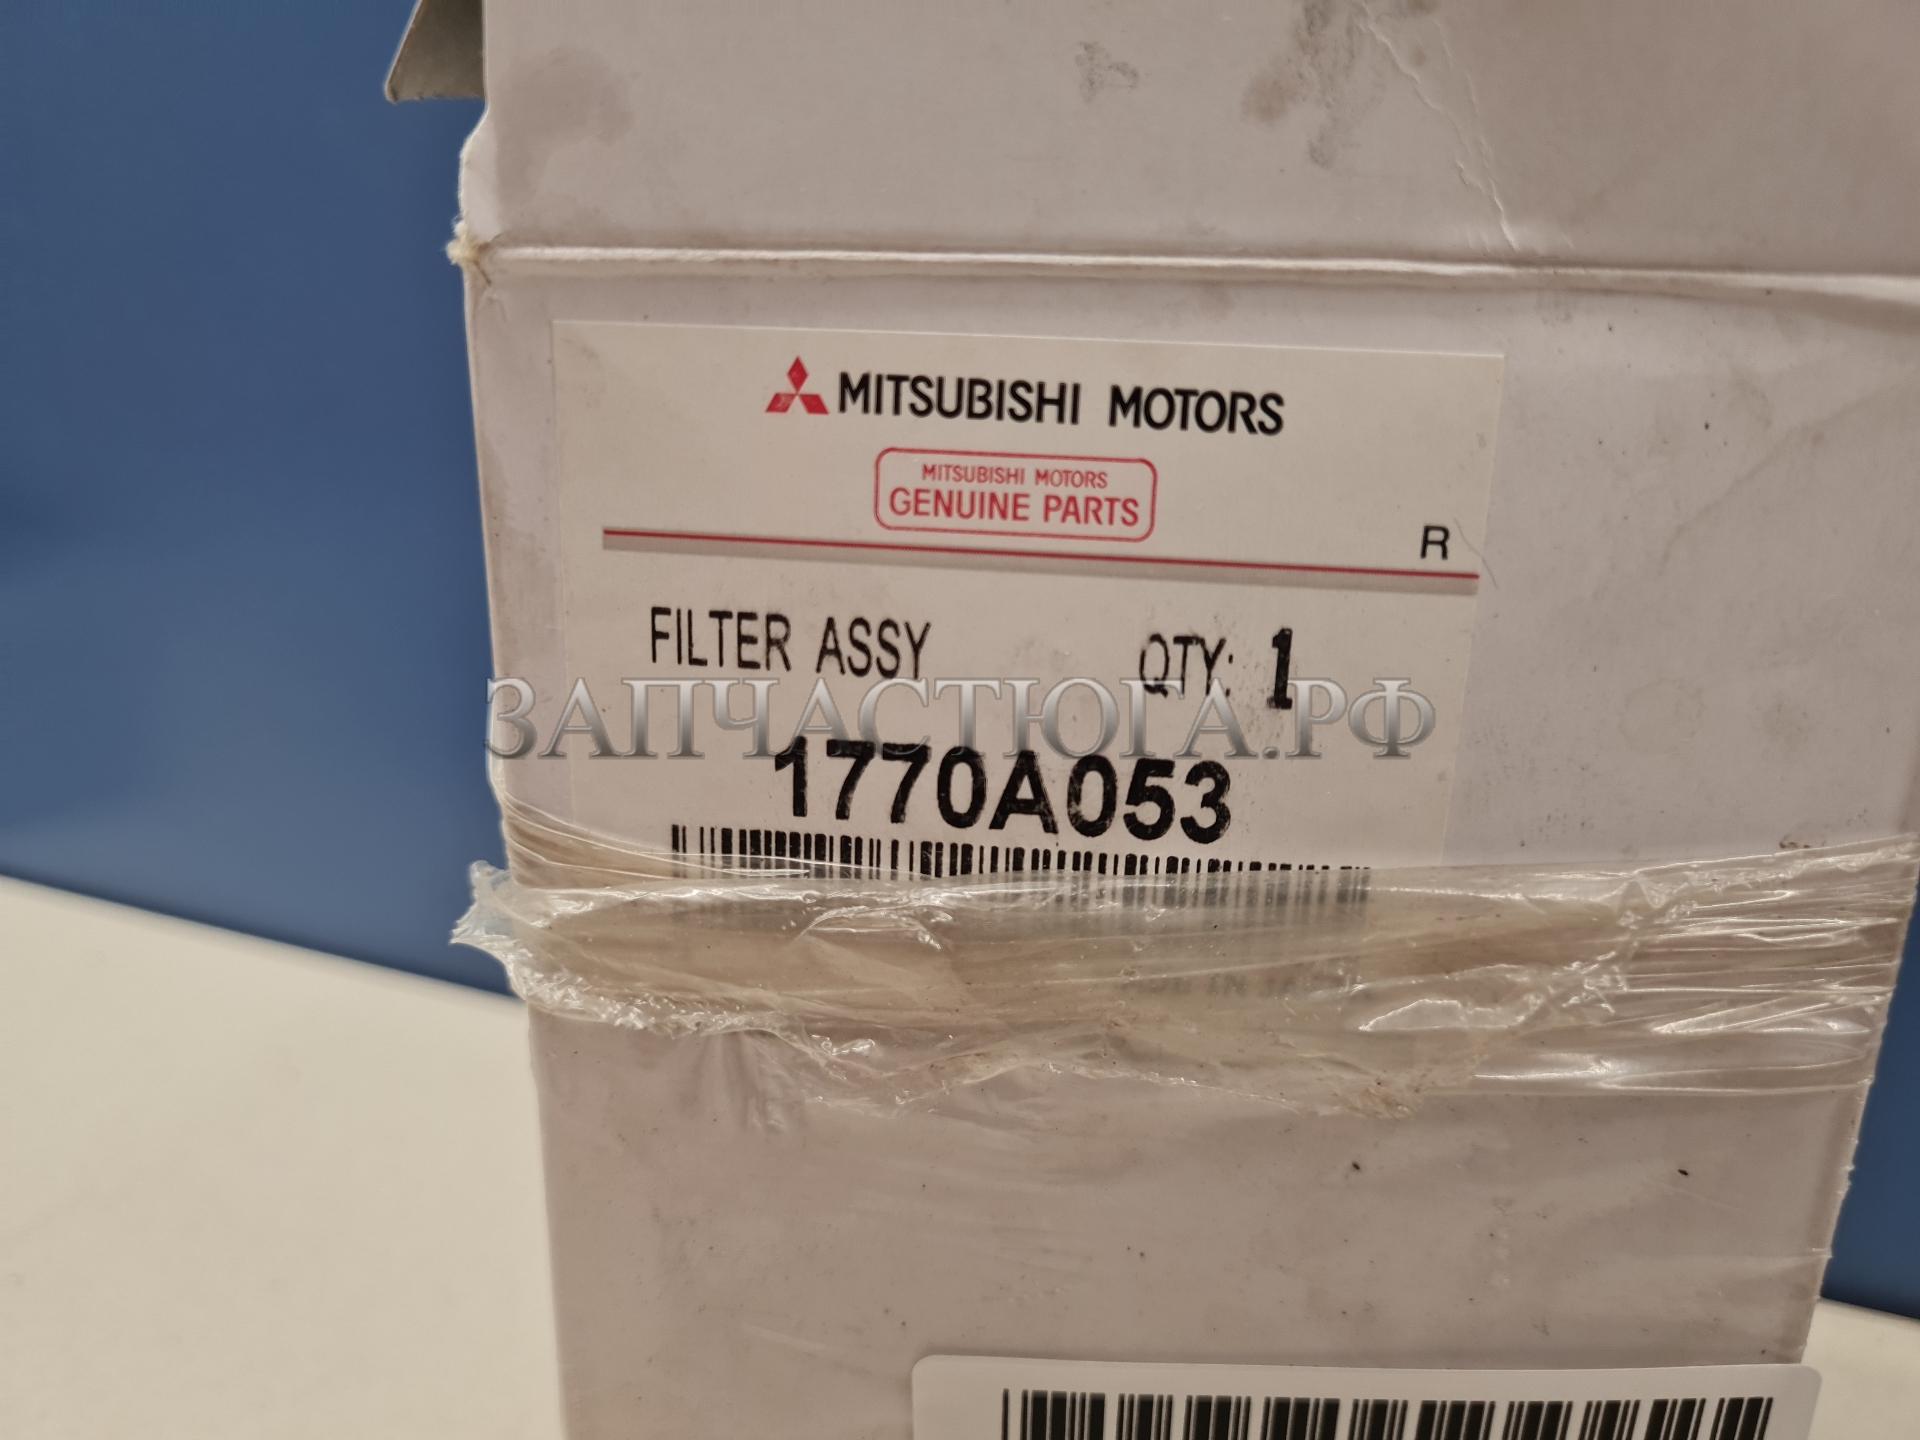 MITSUBISHI MOTORS
MITSUBISHI MOTORS
GENUINE PARTS
R
FILTER ASSY QTY: 1
ЗАПЧАСТЮГА.РФ
1770A053